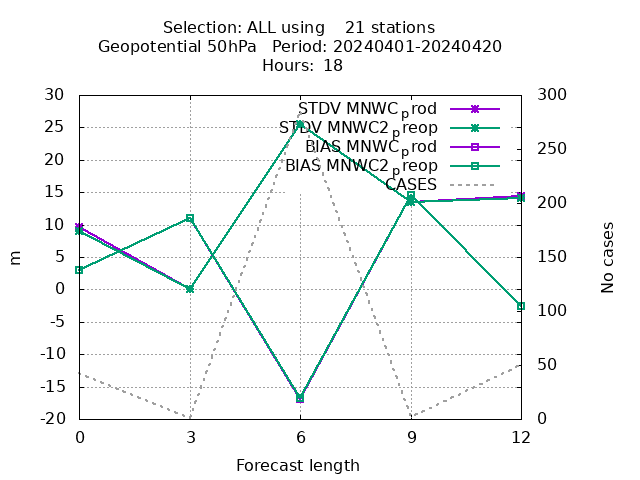 Selection: ALL using    21 stations
Geopotential 50hPa   Period: 20240401-20240420
Hours: 18
30 300
STDV MNWC_prod
25 STDV MNWC2_preop 250
BIAS MNWC_prod
20 BIAS MNWC2_preop
CASES
15 200
10
5 150
0
-5 100
-10
-15 50
-20 0
m
No cases
0 3 6 9 12
Forecast length